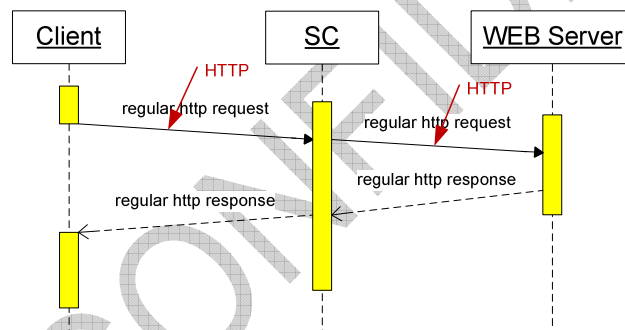 Client
SC
WEB Server
HTTP
HTTP
regular http request
regular http request
regular http response
regular http response